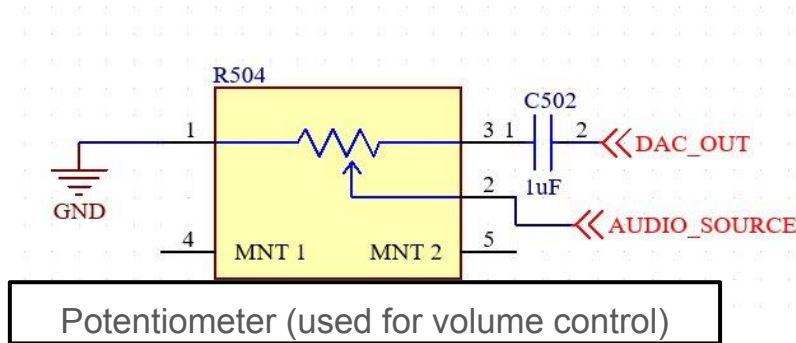 R504
C502
1 3 1 2 DAC_OUT
2 1uF
GND AUDIO_SOURCE
4 MNT 1 MNT 2 5
Potentiometer (used for volume control)